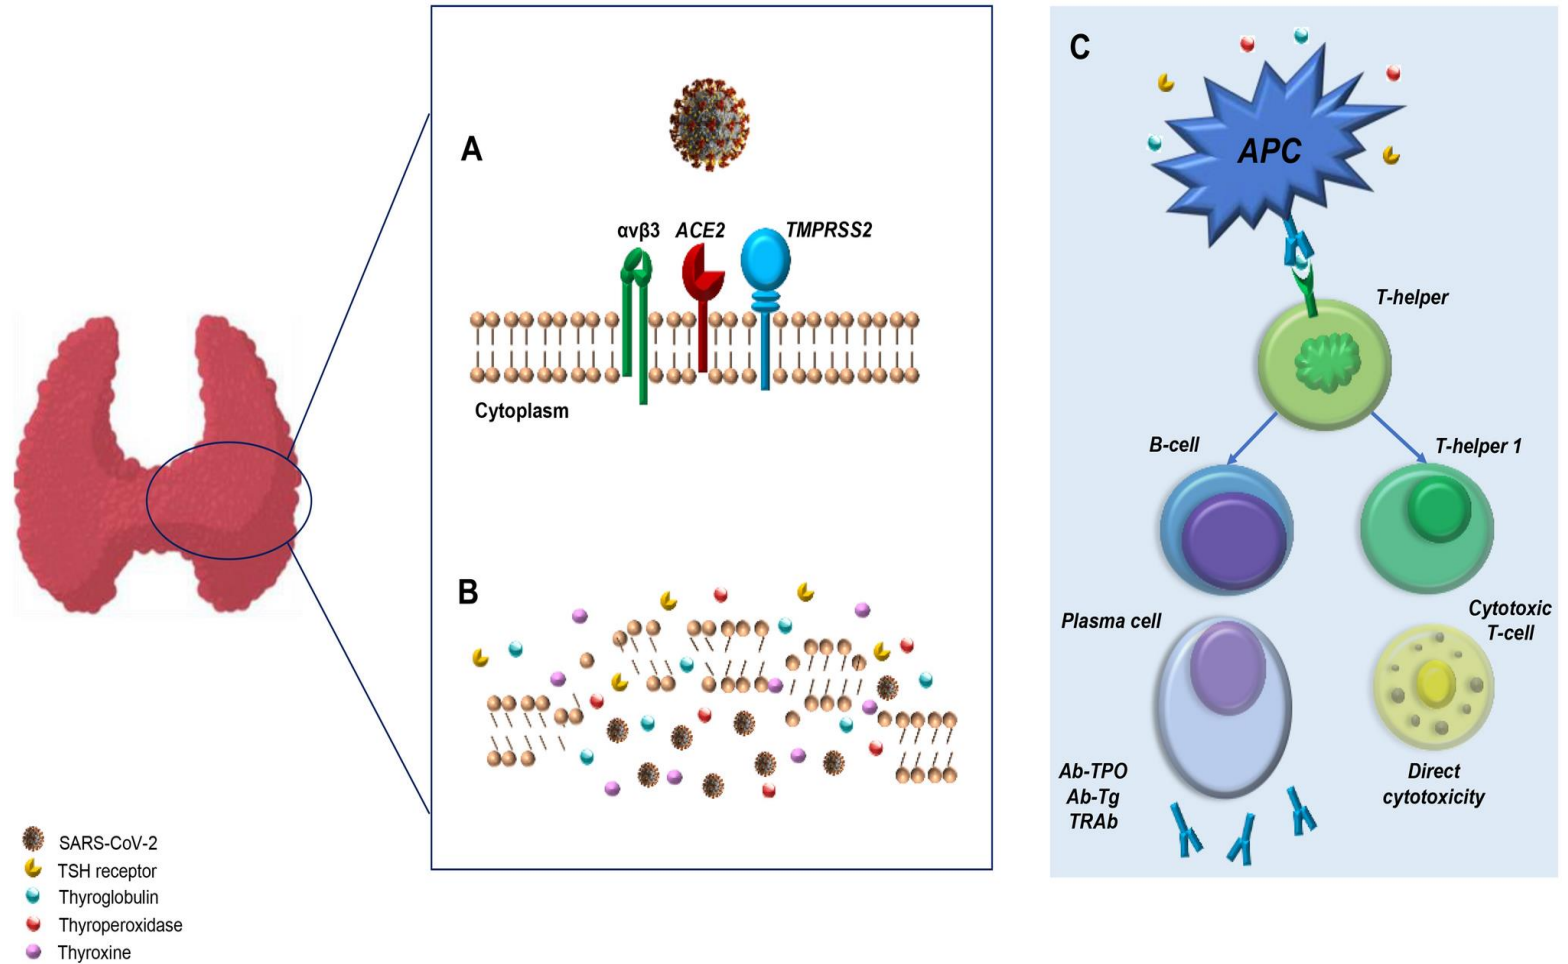 A
αvβ3
ACE2
TMPRSS2
Cytoplasm
B
SARS-CoV-2
TSH receptor
Thyroglobulin
Thyroperoxidase
Thyroxine
C
APC
T-helper
B-cell
T-helper 1
Plasma cell
Cytotoxic
T-cell
Ab-TPO
Ab-Tg
TRAb
Direct
cytotoxicity